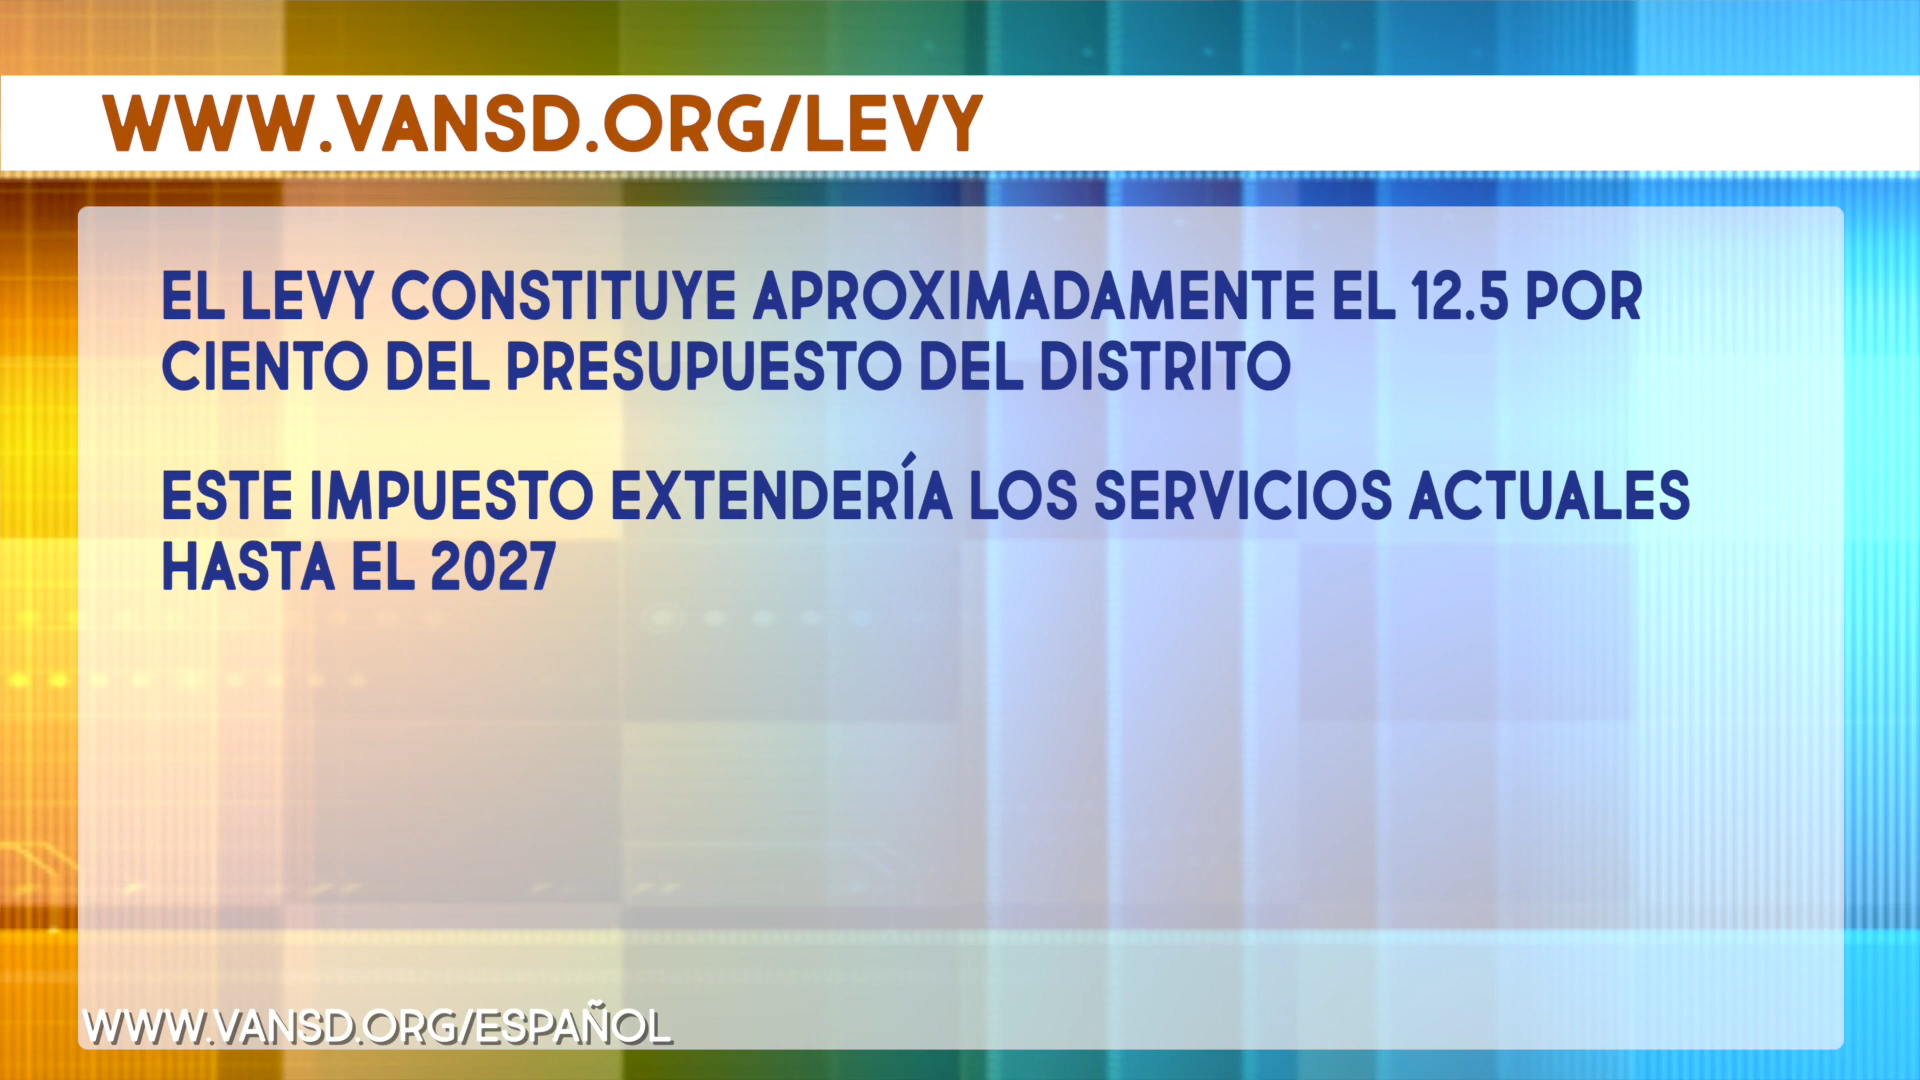 WWW.VANSD.ORG/LEVY
EL LEVY CONSTITUYE APROXIMADAMENTE EL 12.5 POR
CIENTO DEL PRESUPUESTO DEL DISTRITO
ESTE IMPUESTO EXTENDERÍA LOS SERVICIOS ACTUALES
HASTA EL 2027
WWW.VANSD.ORG/ESPAÑOL